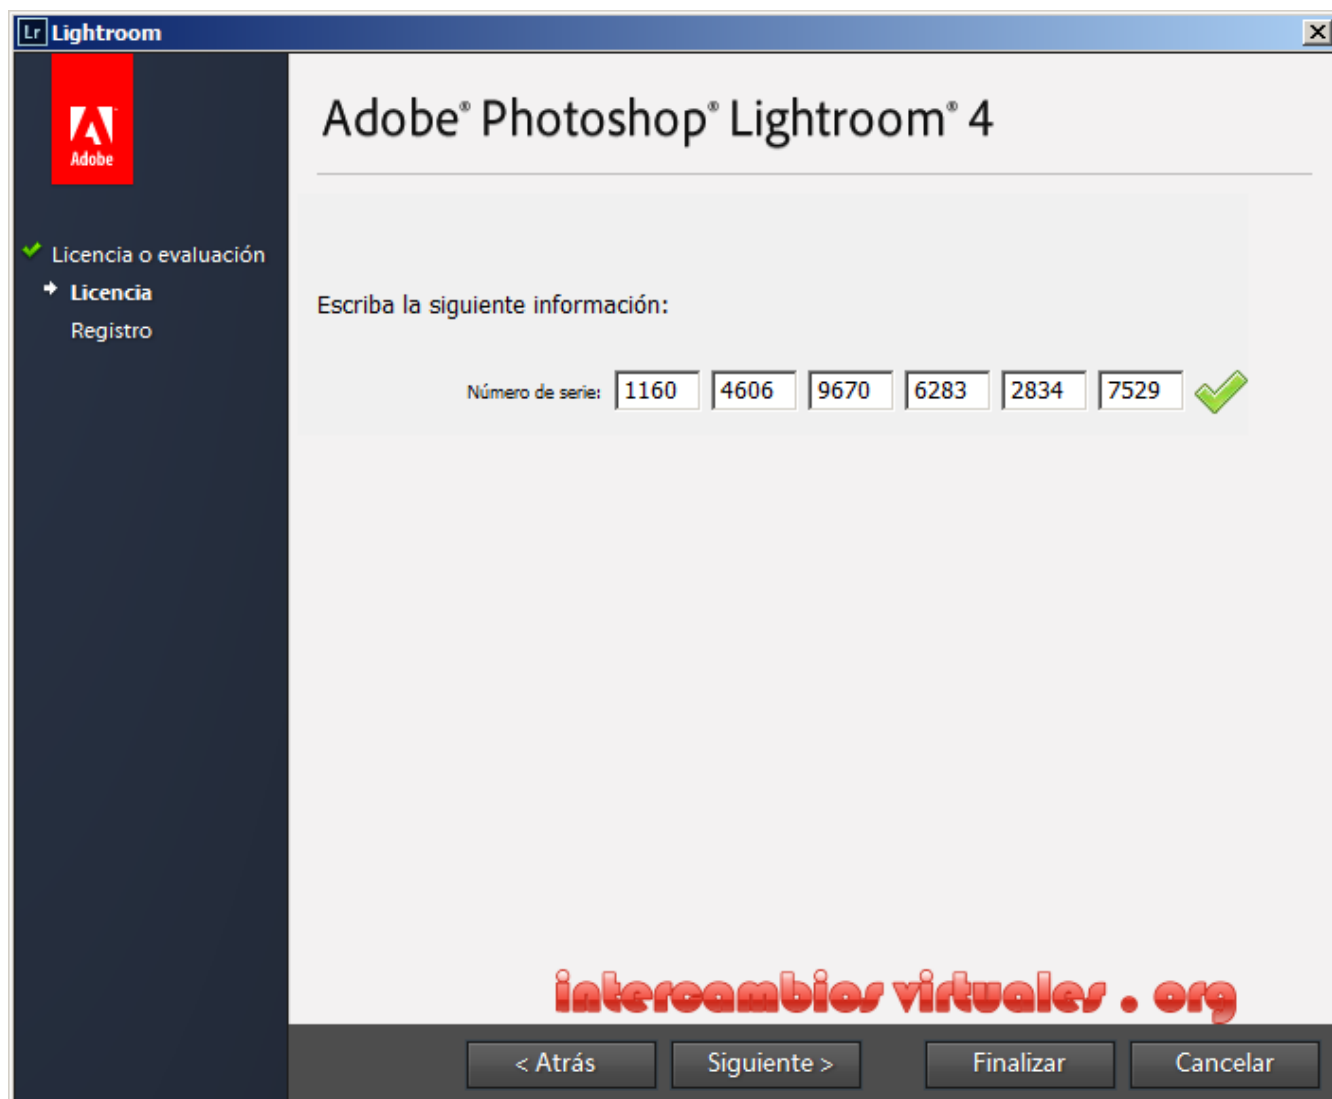 Lr Lightroom
Adobe
Adobe® Photoshop® Lightroom® 4
Licencia o evaluación
Licencia
Registro
Escriba la siguiente información:
Número de serie: 1160 4606 9670 6283 2834 7529
intercambios virtuales . org
< Atrás Siguiente > Finalizar Cancelar